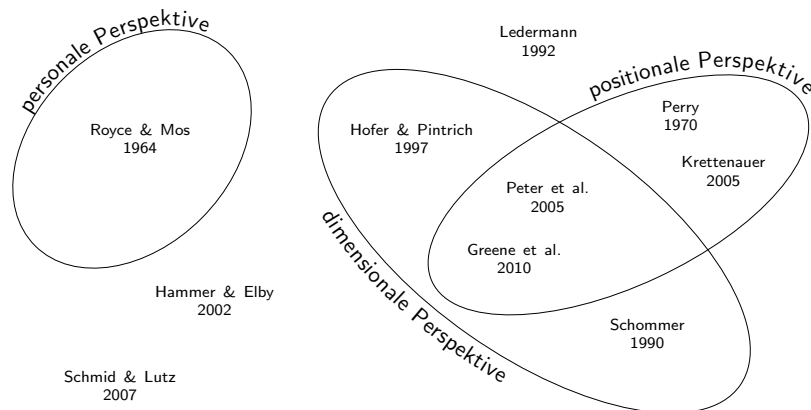 personale Perspektive
Royce & Mos
1964
Hammer & Elby
2002
Schmid & Lutz
2007
Ledermann
1992
dimensionale Perspektive
Hofer & Pintrich
1997
positionale Perspektive
Perry
1970
Krettenauer
2005
Peter et al.
2005
Greene et al.
2010
Schommer
1990